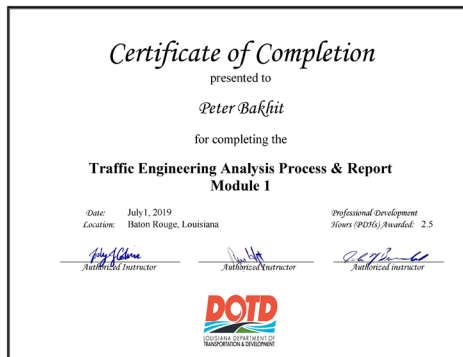 Certificate of Completion
presented to
Peter Bakhit
for completing the
Traffic Engineering Analysis Process & Report
Module 1
Date: July1, 2019
Location: Baton Rouge, Louisiana
Professional Development
Hours (PDHs) Awarded: 2.5
Authorized Instructor
Authorized Instructor
Authorized instructor
DOTD
LOUISIANA DEPARTMENT OF
TRANSPORTATION & DEVELOPMENT